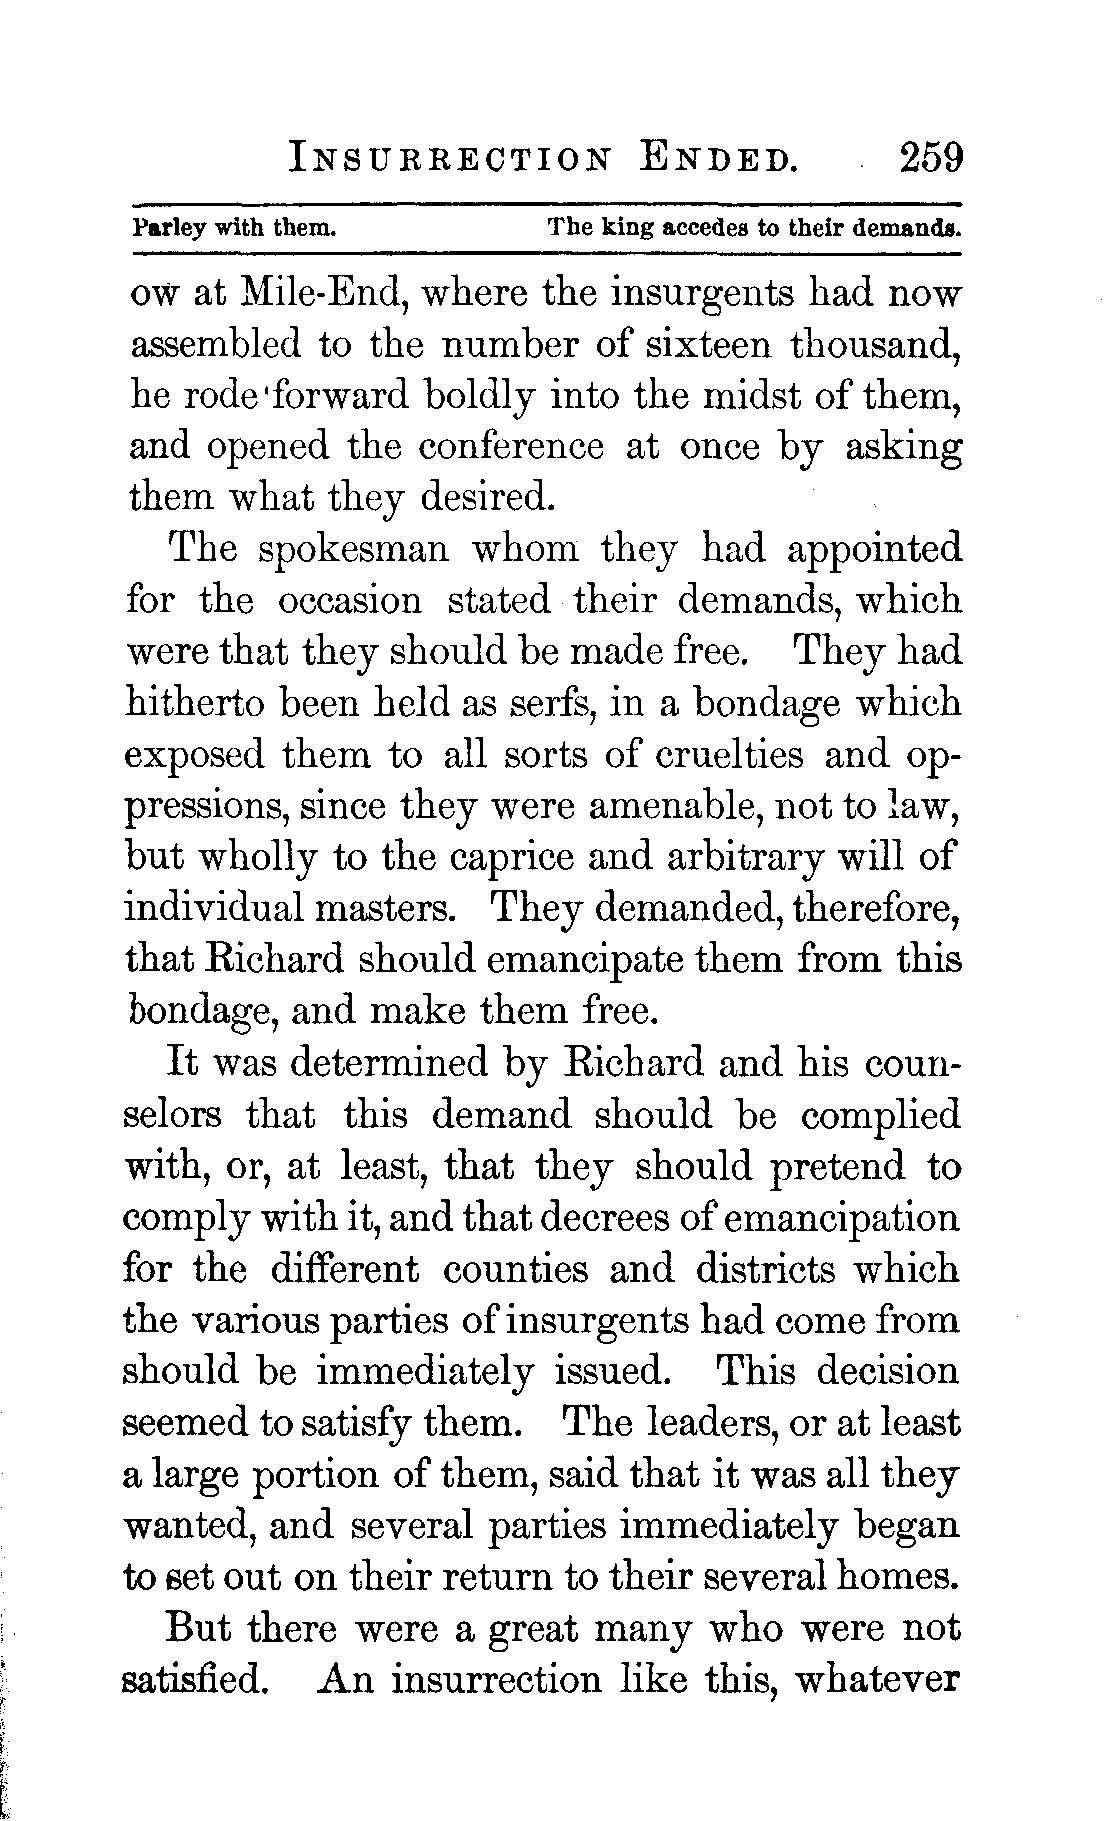 INSURRECTION ENDED. 259
Parley with them. The king accedes to their demands.
ow at Mile-End, where the insurgents had now
assembled to the number of sixteen thousand,
he rode forward boldly into the midst of them,
and opened the conference at once by asking
them what they desired.
The spokesman whom they had appointed
for the occasion stated their demands, which
were that they should be made free. They had
hitherto been held as serfs, in a bondage which
exposed them to all sorts of cruelties and op-
pressions, since they were amenable, not to law,
but wholly to the caprice and arbitrary will of
individual masters. They demanded, therefore,
that Richard should emancipate them from this
bondage, and make them free.
It was determined by Richard and his coun-
selors that this demand should be complied
with, or, at least, that they should pretend to
comply with it, and that decrees of emancipation
for the different counties and districts which
the various parties of insurgents had come from
should be immediately issued. This decision
seemed to satisfy them. The leaders, or at least
a large portion of them, said that it was all they
wanted, and several parties immediately began
to set out on their return to their several homes.
But there were a great many who were not
satisfied. An insurrection like this, whatever